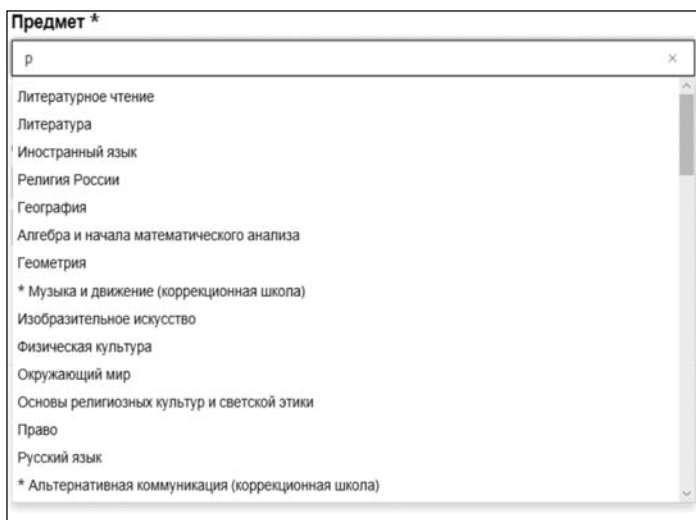 Предмет *
р
Литературное чтение
Литература
Иностранный язык
Религия России
География
Алгебра и начала математического анализа
Геометрия
* Музыка и движение (коррекционная школа)
Изобразительное искусство
Физическая культура
Окружающий мир
Основы религиозных культур и светской этики
Право
Русский язык
* Альтернативная коммуникация (коррекционная школа)